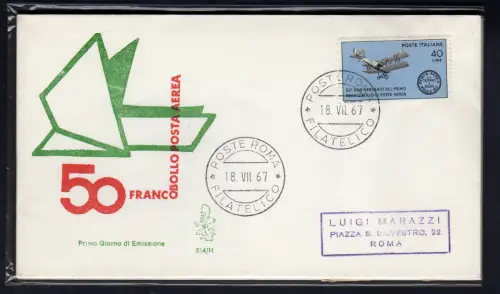 POSTE ITALIANE
40
LIRE
50° ANNIVERSARIO DEL PRIMO
FRANCOBOLLO DI POSTA AEREA
POSTE ROMA
18. VII. 67
FILATELICO
50 FRANCOBOLLO POSTA AEREA
POSTE ROMA
18. VII. 67
FILATELICO
Primo Giorno di Emissione
214/It
LUIGI MARAZZI
PIAZZA S. SILVESTRO, 32
ROMA